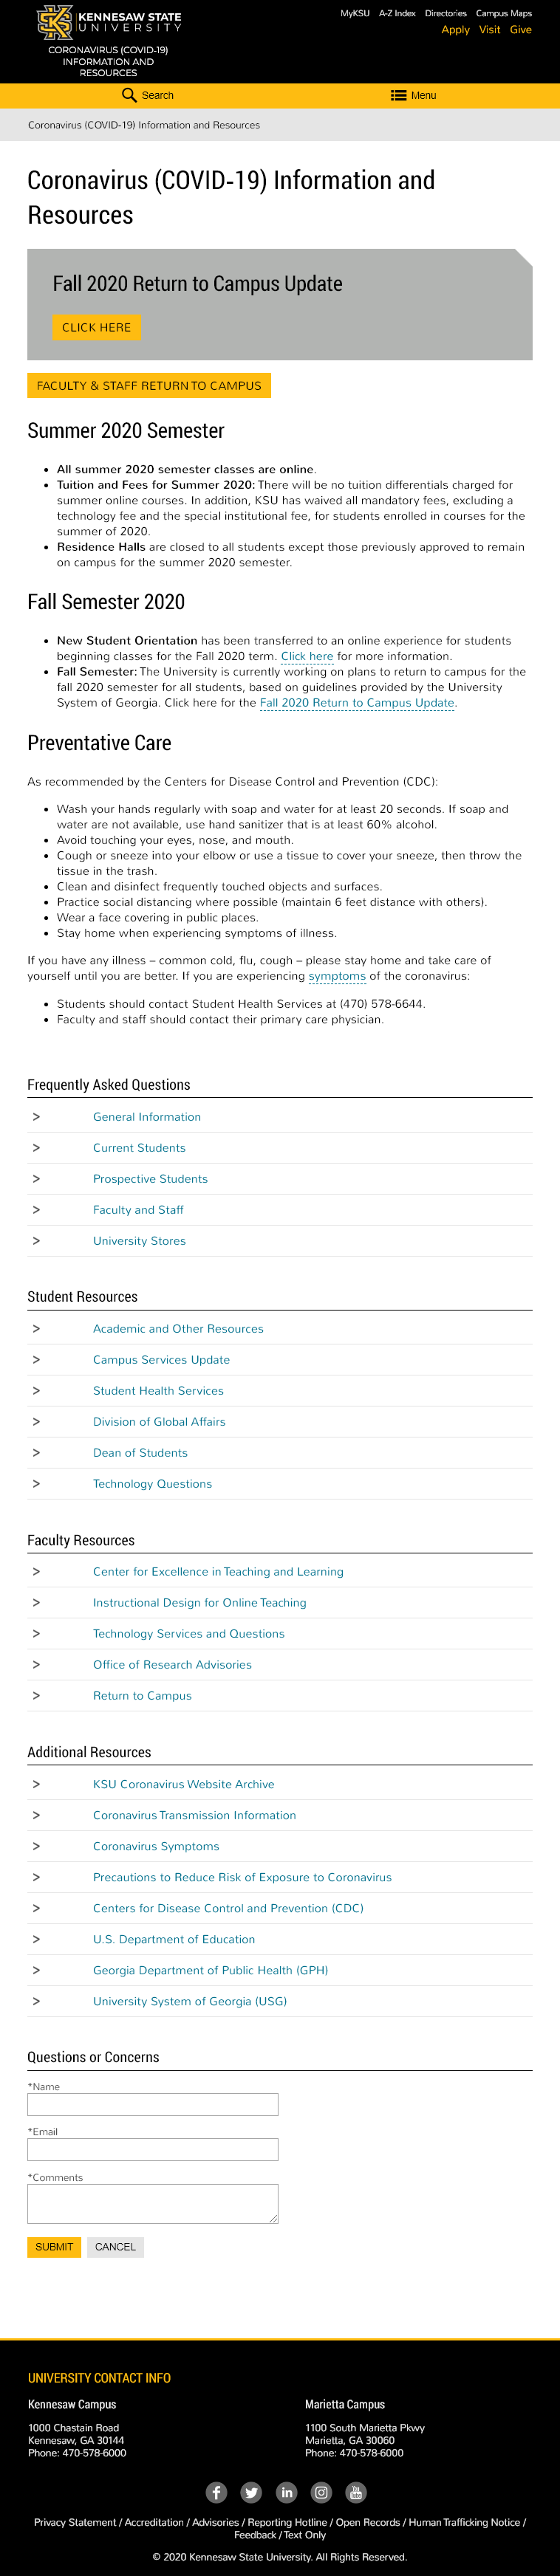 KENNESAW STATE
UNIVERSITY
MyKSU A-Z Index Directories Campus Maps
Apply Visit Give
CORONAVIRUS (COVID-19)
INFORMATION AND
RESOURCES
Search
Menu
Coronavirus (COVID-19) Information and Resources
Coronavirus (COVID-19) Information and
Resources
Fall 2020 Return to Campus Update
CLICK HERE
FACULTY & STAFF RETURN TO CAMPUS
Summer 2020 Semester
• All summer 2020 semester classes are online.
• Tuition and Fees for Summer 2020: There will be no tuition differentials charged for
summer online courses. In addition, KSU has waived all mandatory fees, excluding a
technology fee and the special institutional fee, for students enrolled in courses for the
summer of 2020.
• Residence Halls are closed to all students except those previously approved to remain
on campus for the summer 2020 semester.
Fall Semester 2020
• New Student Orientation has been transferred to an online experience for students
beginning classes for the Fall 2020 term. Click here for more information.
• Fall Semester: The University is currently working on plans to return to campus for the
fall 2020 semester for all students, based on guidelines provided by the University
System of Georgia. Click here for the Fall 2020 Return to Campus Update.
Preventative Care
As recommended by the Centers for Disease Control and Prevention (CDC):
• Wash your hands regularly with soap and water for at least 20 seconds. If soap and
water are not available, use hand sanitizer that is at least 60% alcohol.
• Avoid touching your eyes, nose, and mouth.
• Cough or sneeze into your elbow or use a tissue to cover your sneeze, then throw the
tissue in the trash.
• Clean and disinfect frequently touched objects and surfaces.
• Practice social distancing where possible (maintain 6 feet distance with others).
• Wear a face covering in public places.
• Stay home when experiencing symptoms of illness.
If you have any illness – common cold, flu, cough – please stay home and take care of
yourself until you are better. If you are experiencing symptoms of the coronavirus:
• Students should contact Student Health Services at (470) 578-6644.
• Faculty and staff should contact their primary care physician.
Frequently Asked Questions
> General Information
> Current Students
> Prospective Students
> Faculty and Staff
> University Stores
Student Resources
> Academic and Other Resources
> Campus Services Update
> Student Health Services
> Division of Global Affairs
> Dean of Students
> Technology Questions
Faculty Resources
> Center for Excellence in Teaching and Learning
> Instructional Design for Online Teaching
> Technology Services and Questions
> Office of Research Advisories
> Return to Campus
Additional Resources
> KSU Coronavirus Website Archive
> Coronavirus Transmission Information
> Coronavirus Symptoms
> Precautions to Reduce Risk of Exposure to Coronavirus
> Centers for Disease Control and Prevention (CDC)
> U.S. Department of Education
> Georgia Department of Public Health (GPH)
> University System of Georgia (USG)
Questions or Concerns
*Name
*Email
*Comments
SUBMIT CANCEL
UNIVERSITY CONTACT INFO
Kennesaw Campus
1000 Chastain Road
Kennesaw, GA 30144
Phone: 470-578-6000
Marietta Campus
1100 South Marietta Pkwy
Marietta, GA 30060
Phone: 470-578-6000
Privacy Statement / Accreditation / Advisories / Reporting Hotline / Open Records / Human Trafficking Notice /
Feedback / Text Only
© 2020 Kennesaw State University. All Rights Reserved.